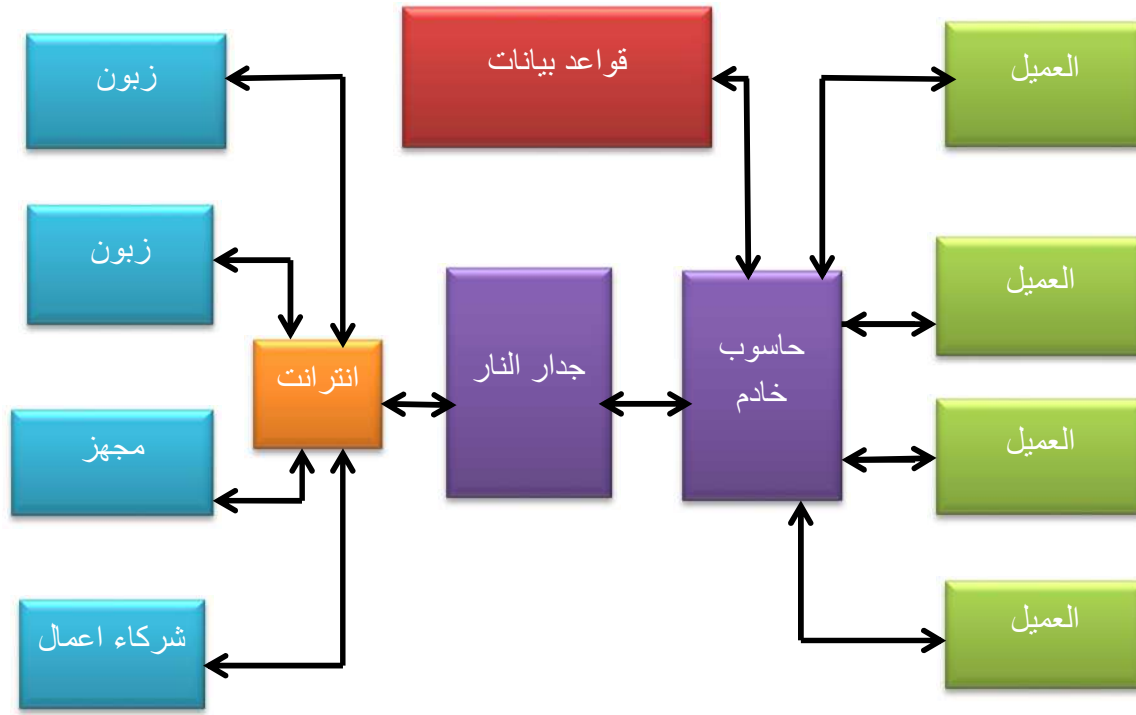 العميل
قواعد بيانات
زبون
العميل
زبون
حاسوب
خادم
جدار النار
انترانت
العميل
مجهز
العميل
شركاء اعمال